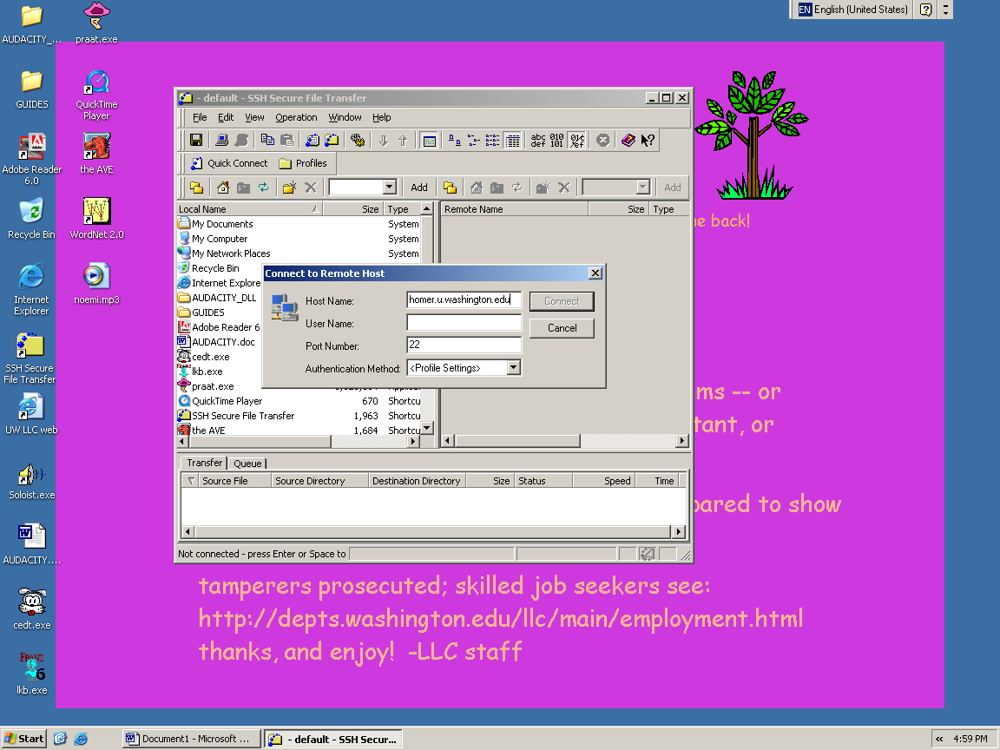 EN English (United States)
AUDACITY_...
praat.exe
GUIDES
QuickTime Player
Adobe Reader 6.0
the AVE
Recycle Bin
WordNet 2.0
Internet Explorer
noemi.mp3
SSH Secure File Transfer
UW LLC web
Soloist.exe
AUDACITY....
cedt.exe
FRANZ
6
lkb.exe
- default - SSH Secure File Transfer
File Edit View Operation Window Help
abc def 010 101
Quick Connect Profiles
Add Add
Local Name Size Type
Remote Name Size Type
My Documents System
My Computer System
My Network Places System
Recycle Bin
Internet Explore
AUDACITY_DLL
GUIDES
Adobe Reader 6
AUDACITY.doc
cedt.exe
lkb.exe
praat.exe
QuickTime Player 670 Shortcu
SSH Secure File Transfer 1,963 Shortcu
the AVE 1,684 Shortcu
Connect to Remote Host
Host Name: homer.u.washington.edu Connect
User Name: Cancel
Port Number: 22
Authentication Method: <Profile Settings>
Transfer Queue
Source File Source Directory Destination Directory Size Status Speed Time
Not connected - press Enter or Space to
back!
ms -- or
tant, or
pared to show
tamperers prosecuted; skilled job seekers see:
http://depts.washington.edu/llc/main/employment.html
thanks, and enjoy! -LLC staff
Start Document1 - Microsoft ... - default - SSH Secur... 4:59 PM